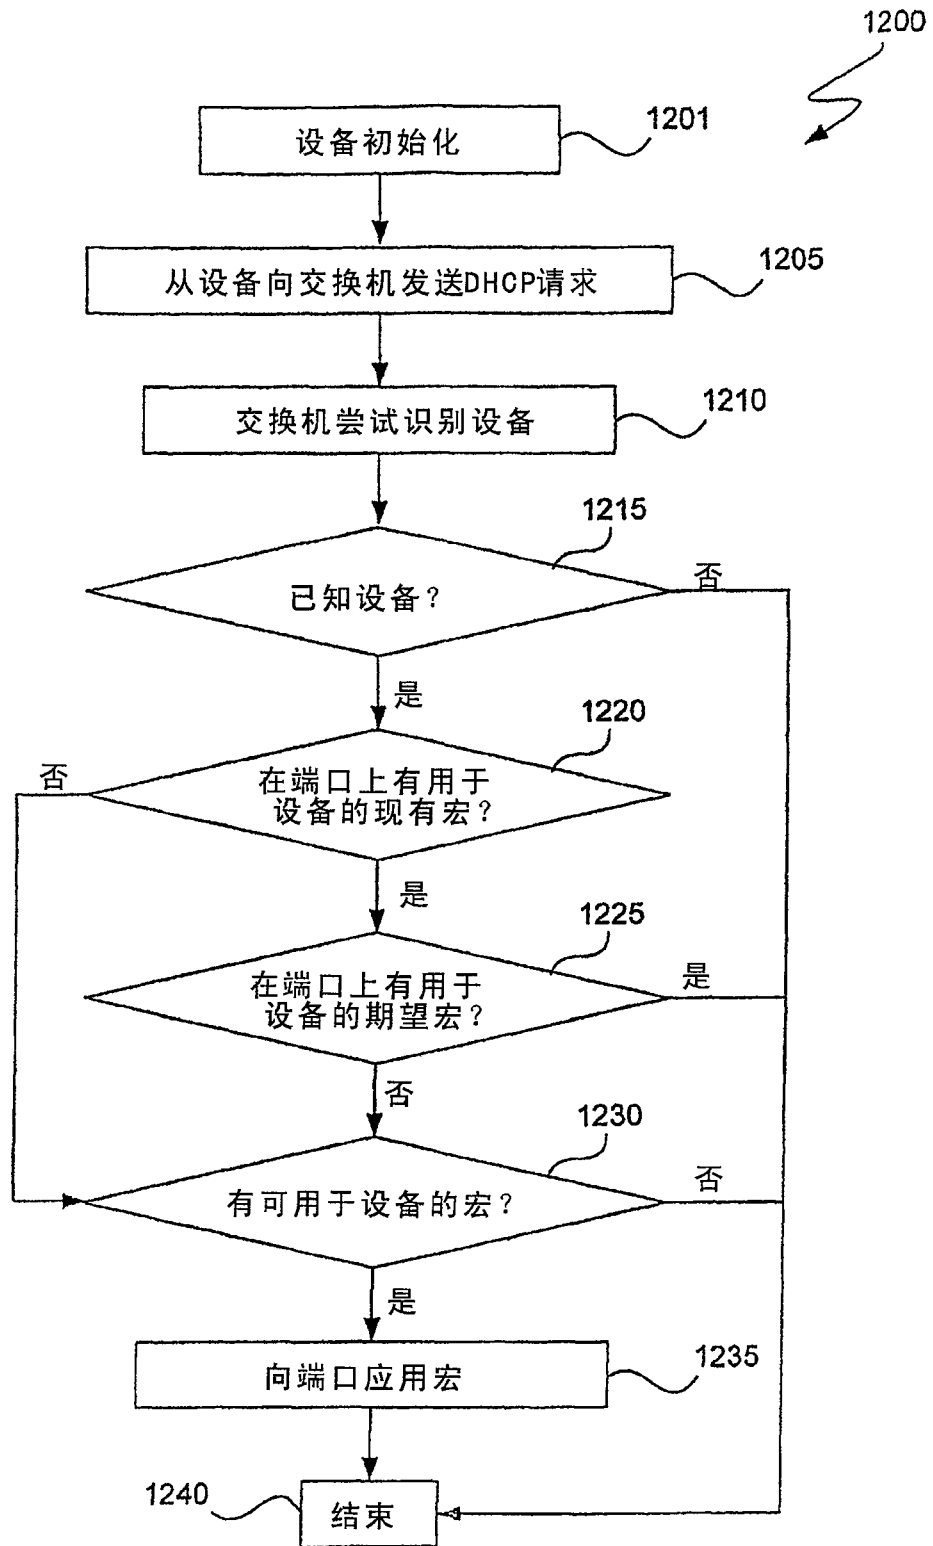 1200
设备初始化
1201
从设备向交换机发送DHCP请求
1205
交换机尝试识别设备
1210
1215
已知设备？
否
是
1220
否
在端口上有用于
设备的现有宏？
是
1225
在端口上有用于
设备的期望宏？
是
否
1230
有可用于设备的宏？
否
是
向端口应用宏
1235
1240
结束